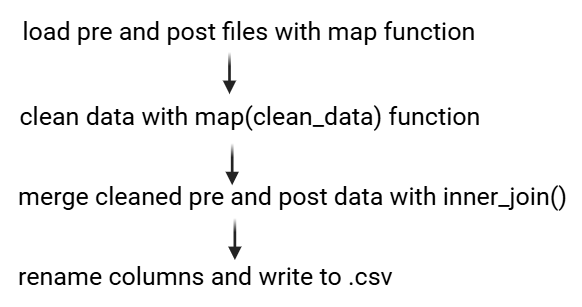 load pre and post files with map function
clean data with map(clean_data) function
merge cleaned pre and post data with inner_join()
rename columns and write to .csv